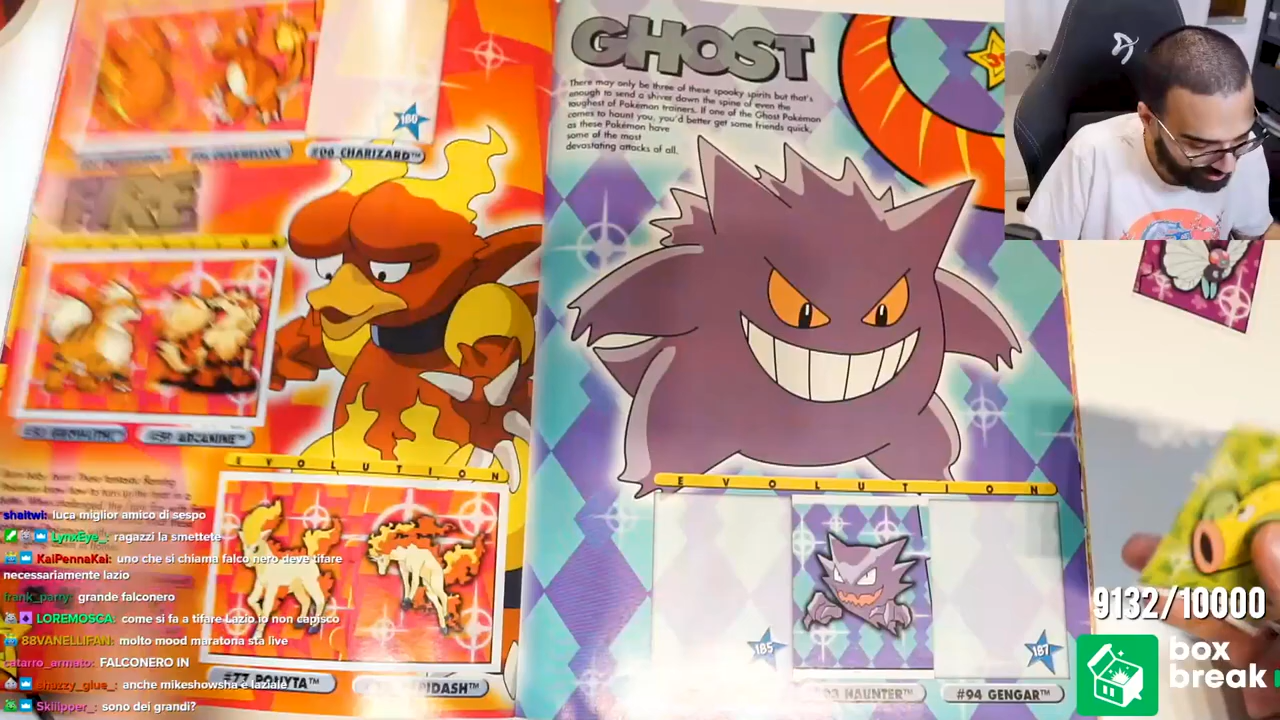 180
#06 CHARIZARD™
FIRE
EVOLUTION
#59 ARCANINE™
EVOLUTION
#77 PONYTA™
GHOST
There may only be three of these spooky spirits but that's
enough to send a shiver down the spine of even the
toughest of Pokémon trainers. If one of the Ghost Pokémon
comes to haunt you, you'd better get some friends quick,
as these Pokémon have
some of the most
devastating attacks of all.
EVOLUTION
185
187
HAUNTER™
#94 GENGAR™
shaitwi: luca miglior amico di sespo
LynxEye_: ragazzi la smettete
KaiPennaKai: uno che si chiama falco nero deve tifare
necessariamente lazio
frank_parry: grande falconero
LOREMOSCA: come si fa a tifare Lazio io non capisco
88VANELLIFAN: molto mood maratona sta live
catarro_armato: FALCONERO IN
shuzzy_glue_: anche mikeshowsha è laziale
Skiiipper_: sono dei grandi?
9132/10000
box
break